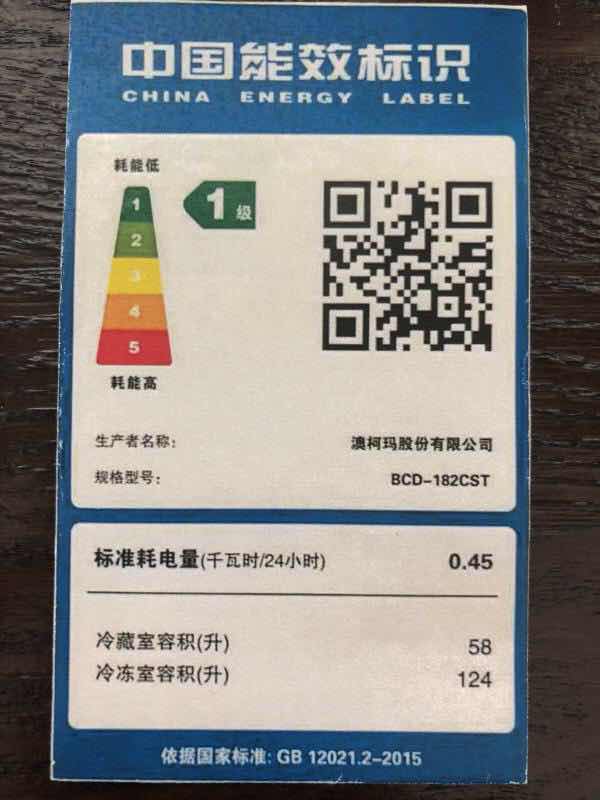 中国能效标识
CHINA ENERGY LABEL
耗能低
1
2
3
4
5
耗能高
1级
生产者名称: 澳柯玛股份有限公司
规格型号: BCD-182CST
标准耗电量(千瓦时/24小时) 0.45
冷藏室容积(升) 58
冷冻室容积(升) 124
依据国家标准: GB 12021.2-2015